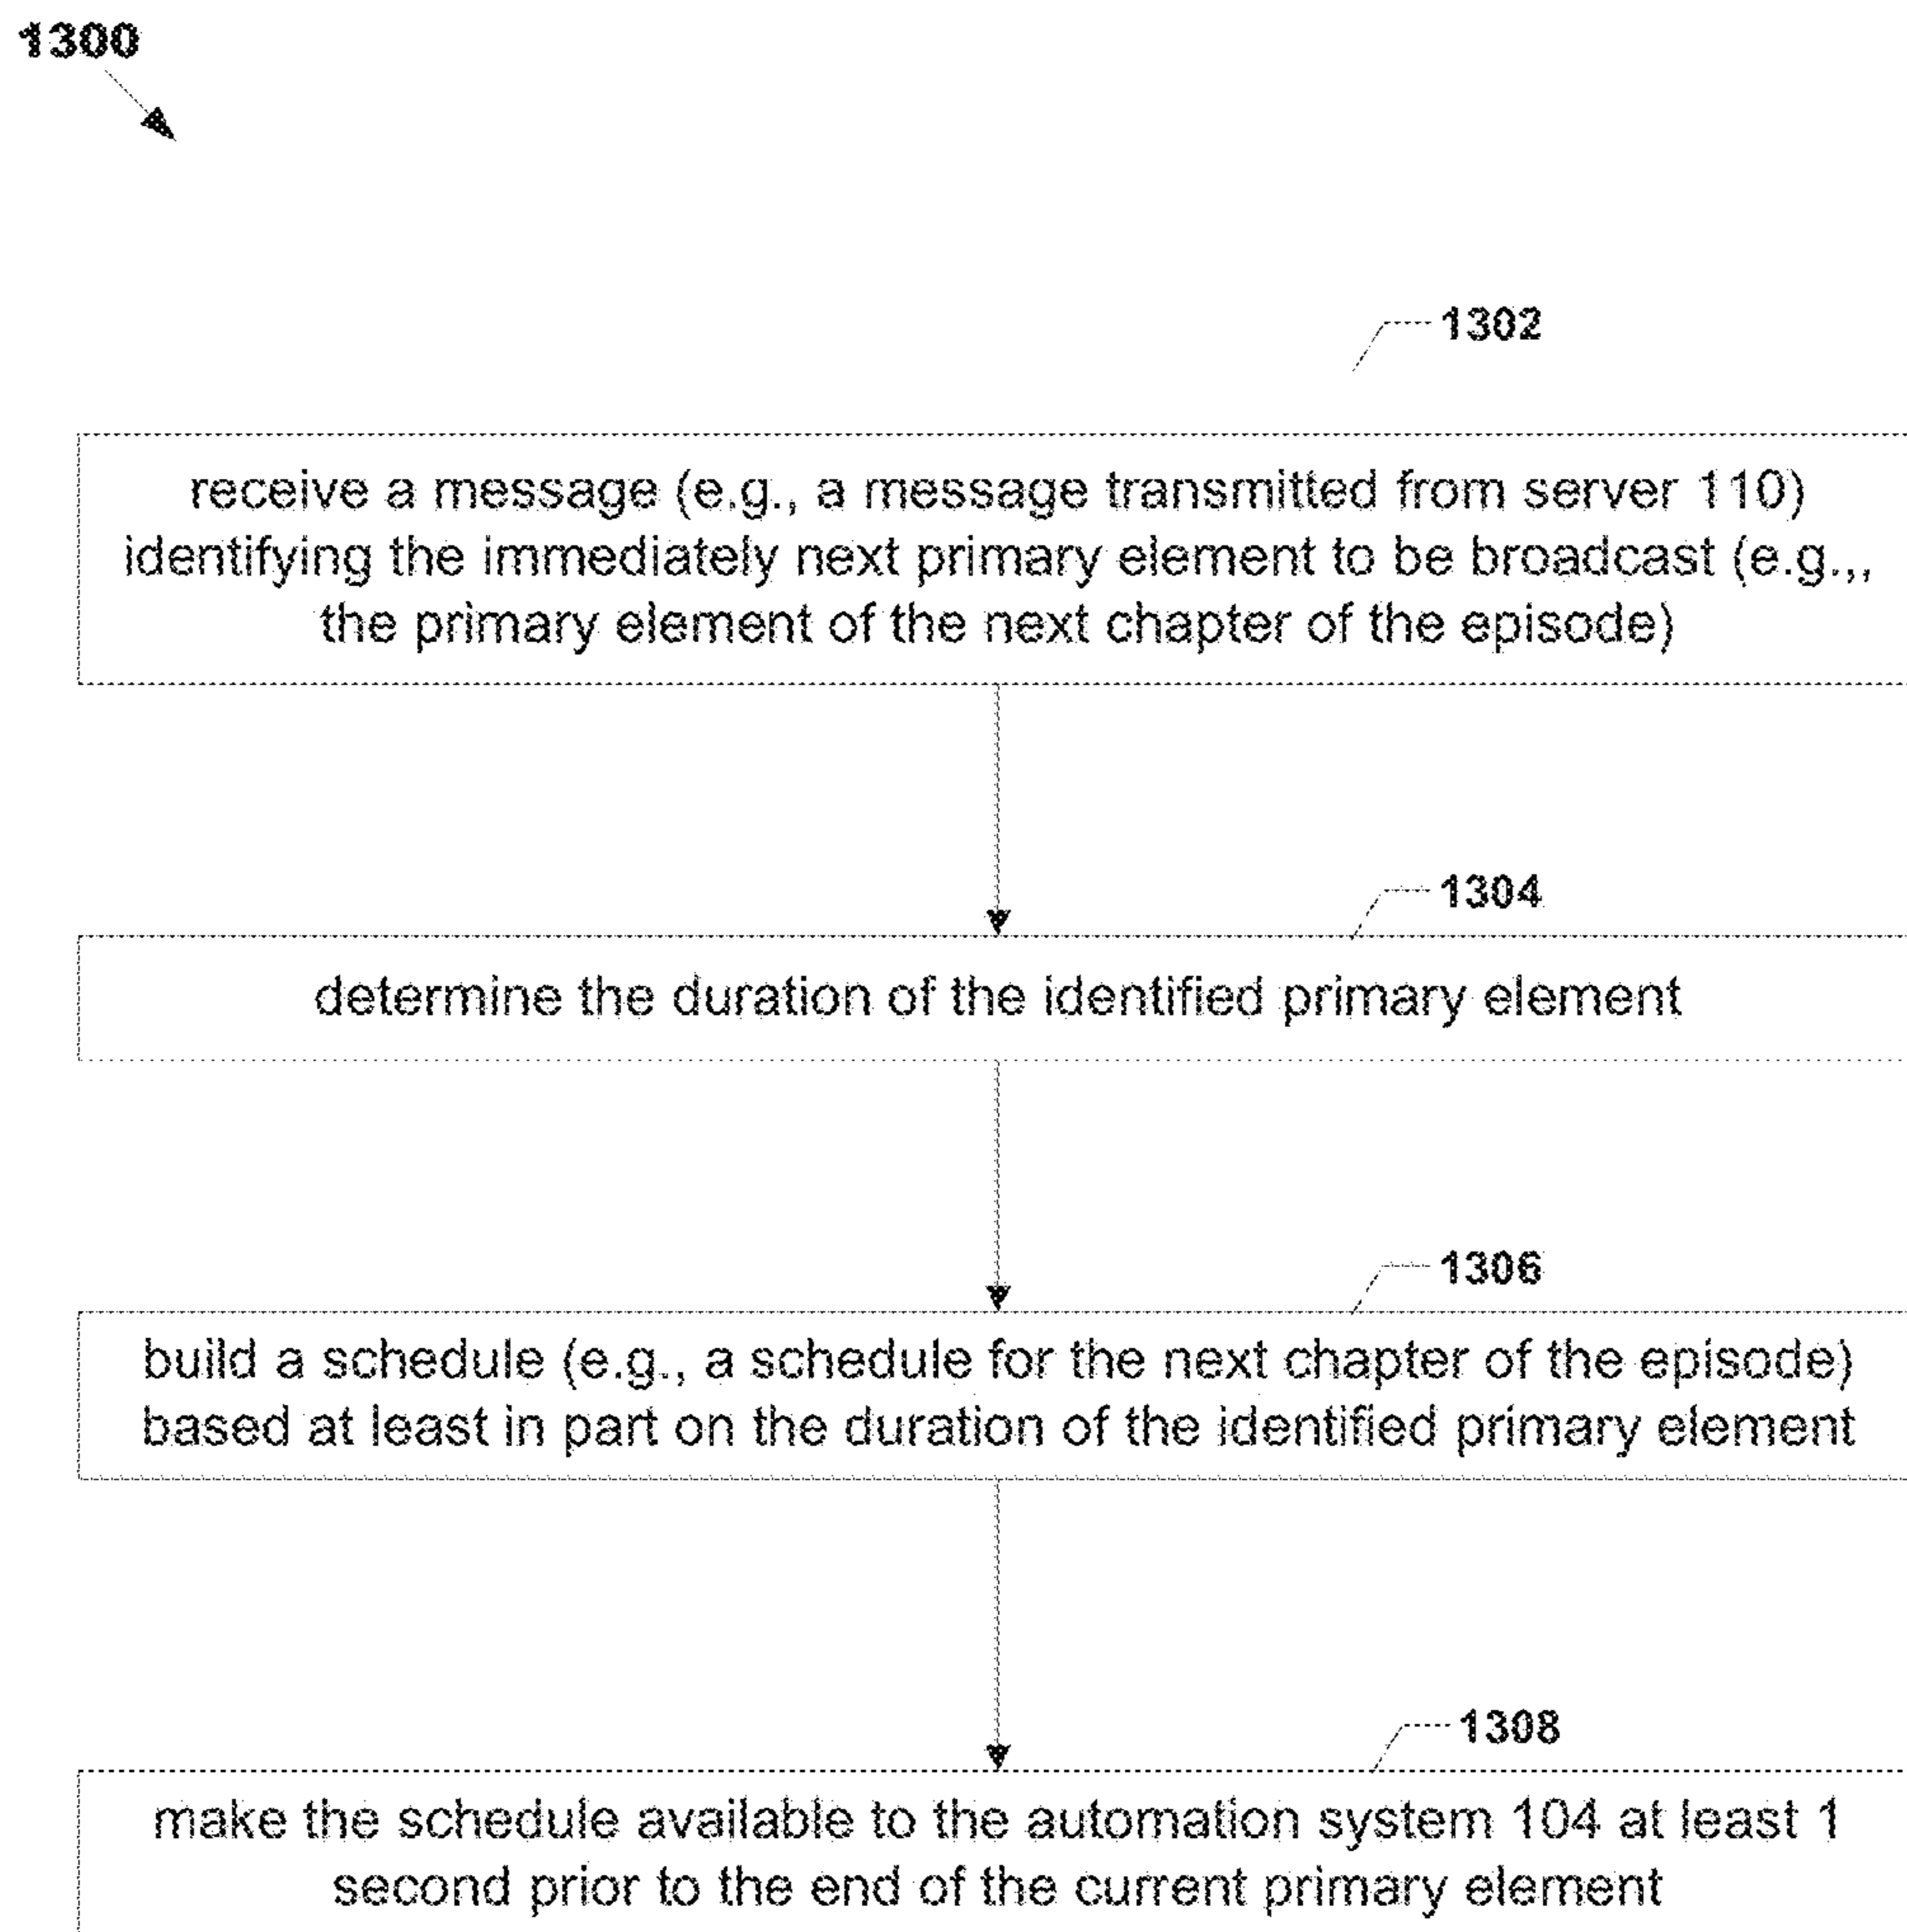 1300
1302
receive a message (e.g., a message transmitted from server 110)
identifying the immediately next primary element to be broadcast (e.g.,,
the primary element of the next chapter of the episode)
1304
determine the duration of the identified primary element
1306
build a schedule (e.g., a schedule for the next chapter of the episode)
based at least in part on the duration of the identified primary element
1308
make the schedule available to the automation system 104 at least 1
second prior to the end of the current primary element